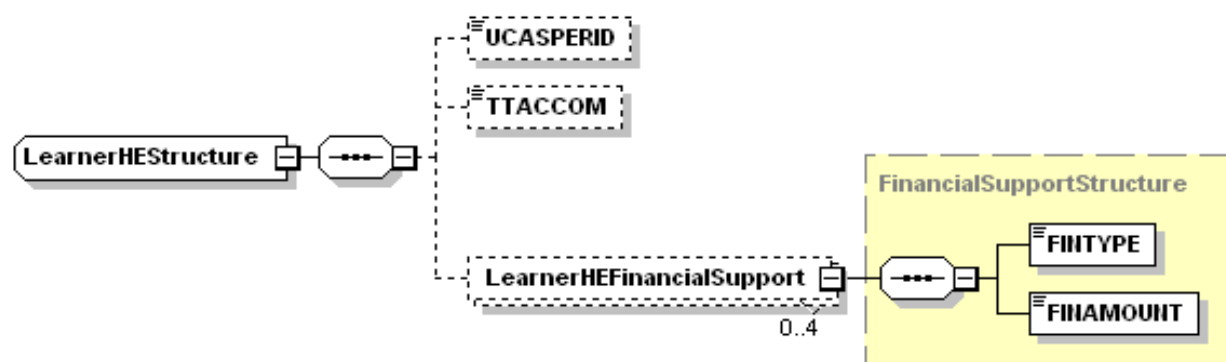 UCASPERID
TTACCOM
LearnerHEStructure
FinancialSupportStructure
FINTYPE
LearnerHEFinancialSupport
FINAMOUNT
0..4